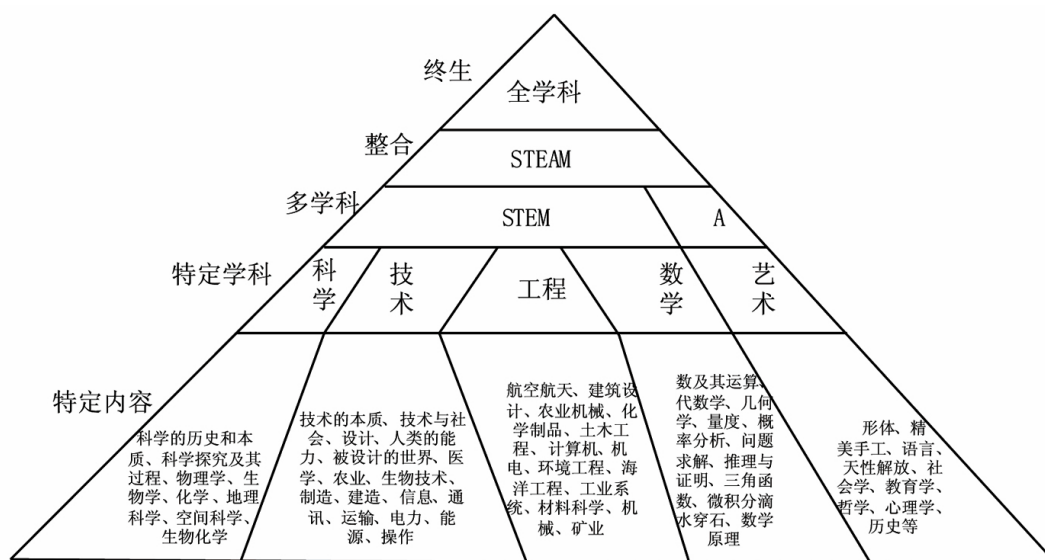 终生
全学科
整合
STEAM
多学科
STEM
A
特定学科
科学
技术
工程
数学
艺术
特定内容
科学的历史和本
质、科学探究及其
过程、物理学、生
物学、化学、地理
科学、空间科学、
生物化学
技术的本质、技术与社
会、设计、人类的能
力、被设计的世界、医
学、农业、生物技术、
制造、建造、信息、通
讯、运输、电力、能
源、操作
航空航天、建筑设
计、农业机械、化
学制品、土木工
程、计算机、机
电、环境工程、海
洋工程、工业系
统、材料科学、机
械、矿业
数及其运算、
代数学、几何
学、量度、概
率分析、问题
求解、推理与
证明、三角函
数、微积分滴
水穿石、数学
原理
形体、精
美手工、语言、
天性解放、社
会学、教育学、
哲学、心理学、
历史等